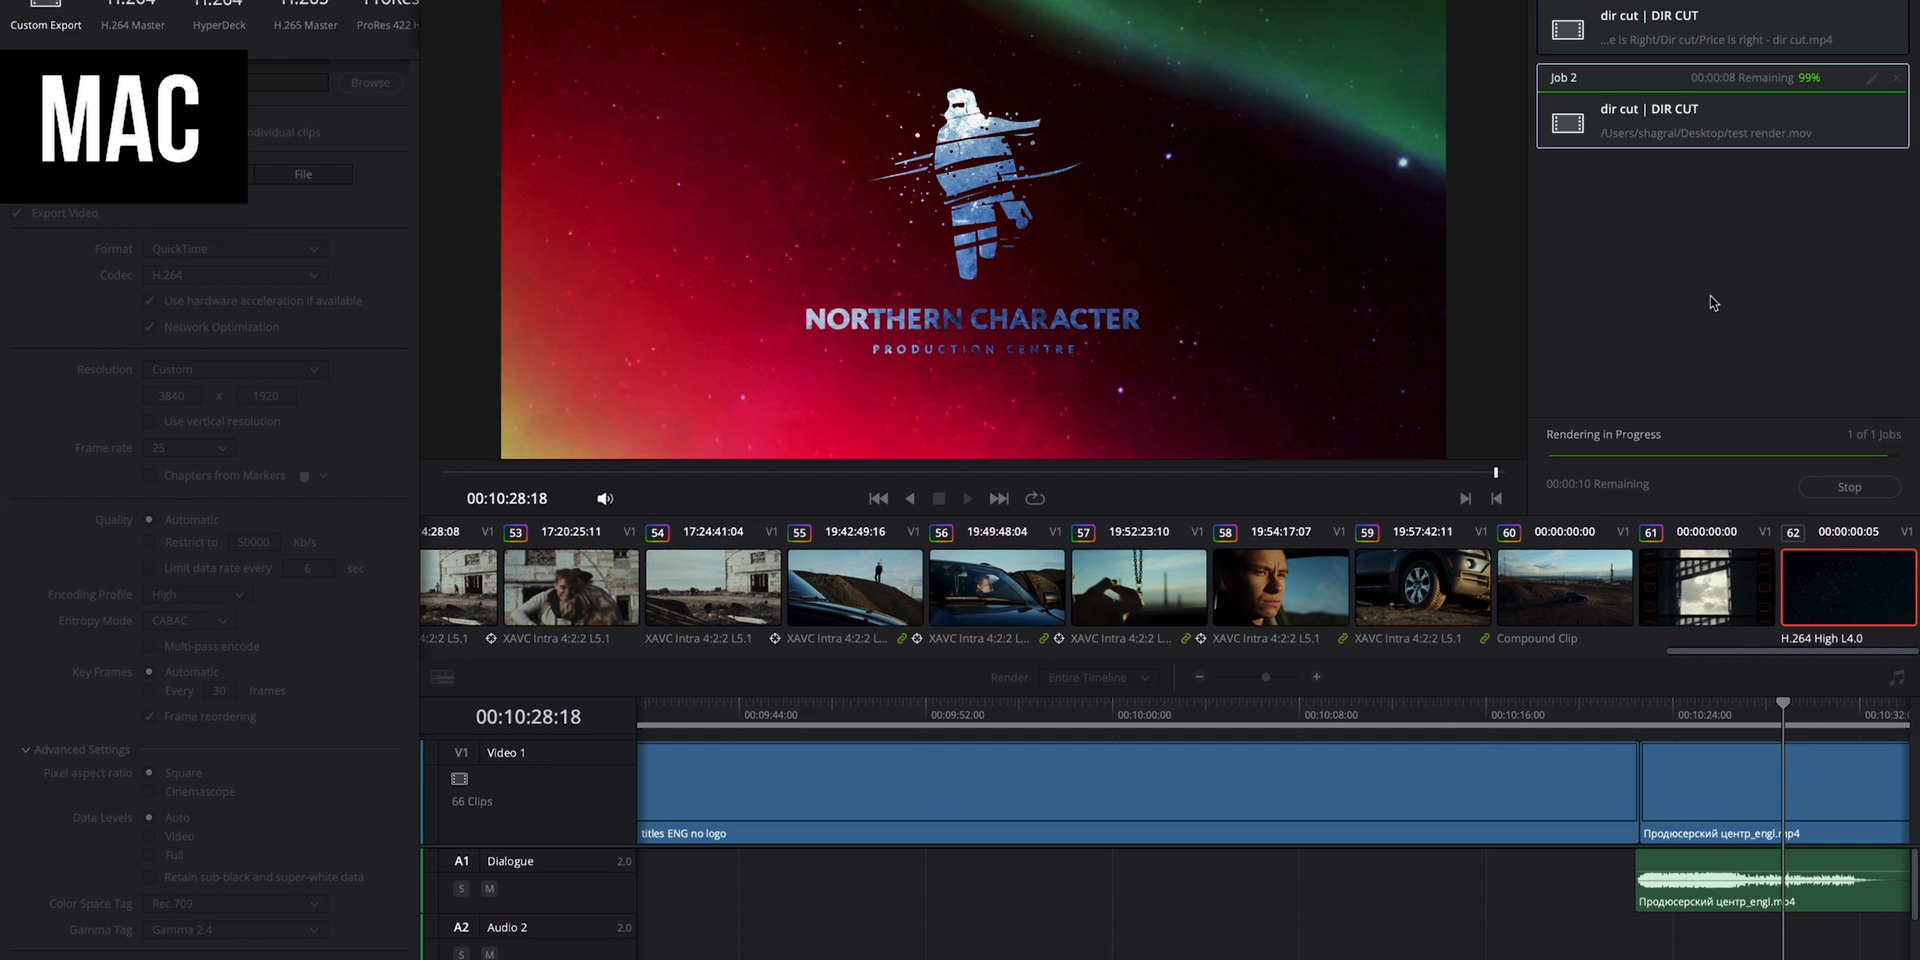 Custom Export
H.264 Master
HyperDeck
H.265 Master
ProRes 422 H
MAC
Browse
ndividual clips
File
Export Video
Format QuickTime
Codec H.264
Use hardware acceleration if available
Network Optimization
Resolution Custom
3840 x 1920
Use vertical resolution
Frame rate 25
Chapters from Markers
Quality Automatic
Restrict to 50000 Kb/s
Limit data rate every 6 sec
Encoding Profile High
Entropy Mode CABAC
Multi-pass encode
Key Frames Automatic
Every 30 frames
Frame reordering
Advanced Settings
Pixel aspect ratio Square
Cinemascope
Data Levels Auto
Video
Full
Retain sub-black and super-white data
Color Space Tag Rec.709
Gamma Tag Gamma 2.4
NORTHERN CHARACTER
PRODUCTION CENTRE
dir cut | DIR CUT
...e is Right/Dir cut/Price is right - dir cut.mp4
Job 2 00:00:08 Remaining 99%
dir cut | DIR CUT
/Users/shagral/Desktop/test render.mov
Rendering in Progress 1 of 1 Jobs
00:00:10 Remaining Stop
00:10:28:18
4:28:08 V1 53 17:20:25:11 V1 54 17:24:41:04 V1 55 19:42:49:16 V1 56 19:49:48:04 V1 57 19:52:23:10 V1 58 19:54:17:07 V1 59 19:57:42:11 V1 60 00:00:00:00 V1 61 00:00:00:00 V1 62 00:00:00:05 V1
4:2:2 L5.1 XAVC Intra 4:2:2 L5.1 XAVC Intra 4:2:2 L5.1 XAVC Intra 4:2:2 L... XAVC Intra 4:2:2 L... XAVC Intra 4:2:2 L... XAVC Intra 4:2:2 L5.1 XAVC Intra 4:2:2 L5.1 Compound Clip H.264 High L4.0
Render Entire Timeline
00:10:28:18
00:09:44:00 00:09:52:00 00:10:00:00 00:10:08:00 00:10:16:00 00:10:24:00 00:10:32:0
V1 Video 1
66 Clips
titles ENG no logo
Продюсерский центр_engl.mp4
A1 Dialogue 2.0
S M
Продюсерский центр_engl.mp4
A2 Audio 2 2.0
S M